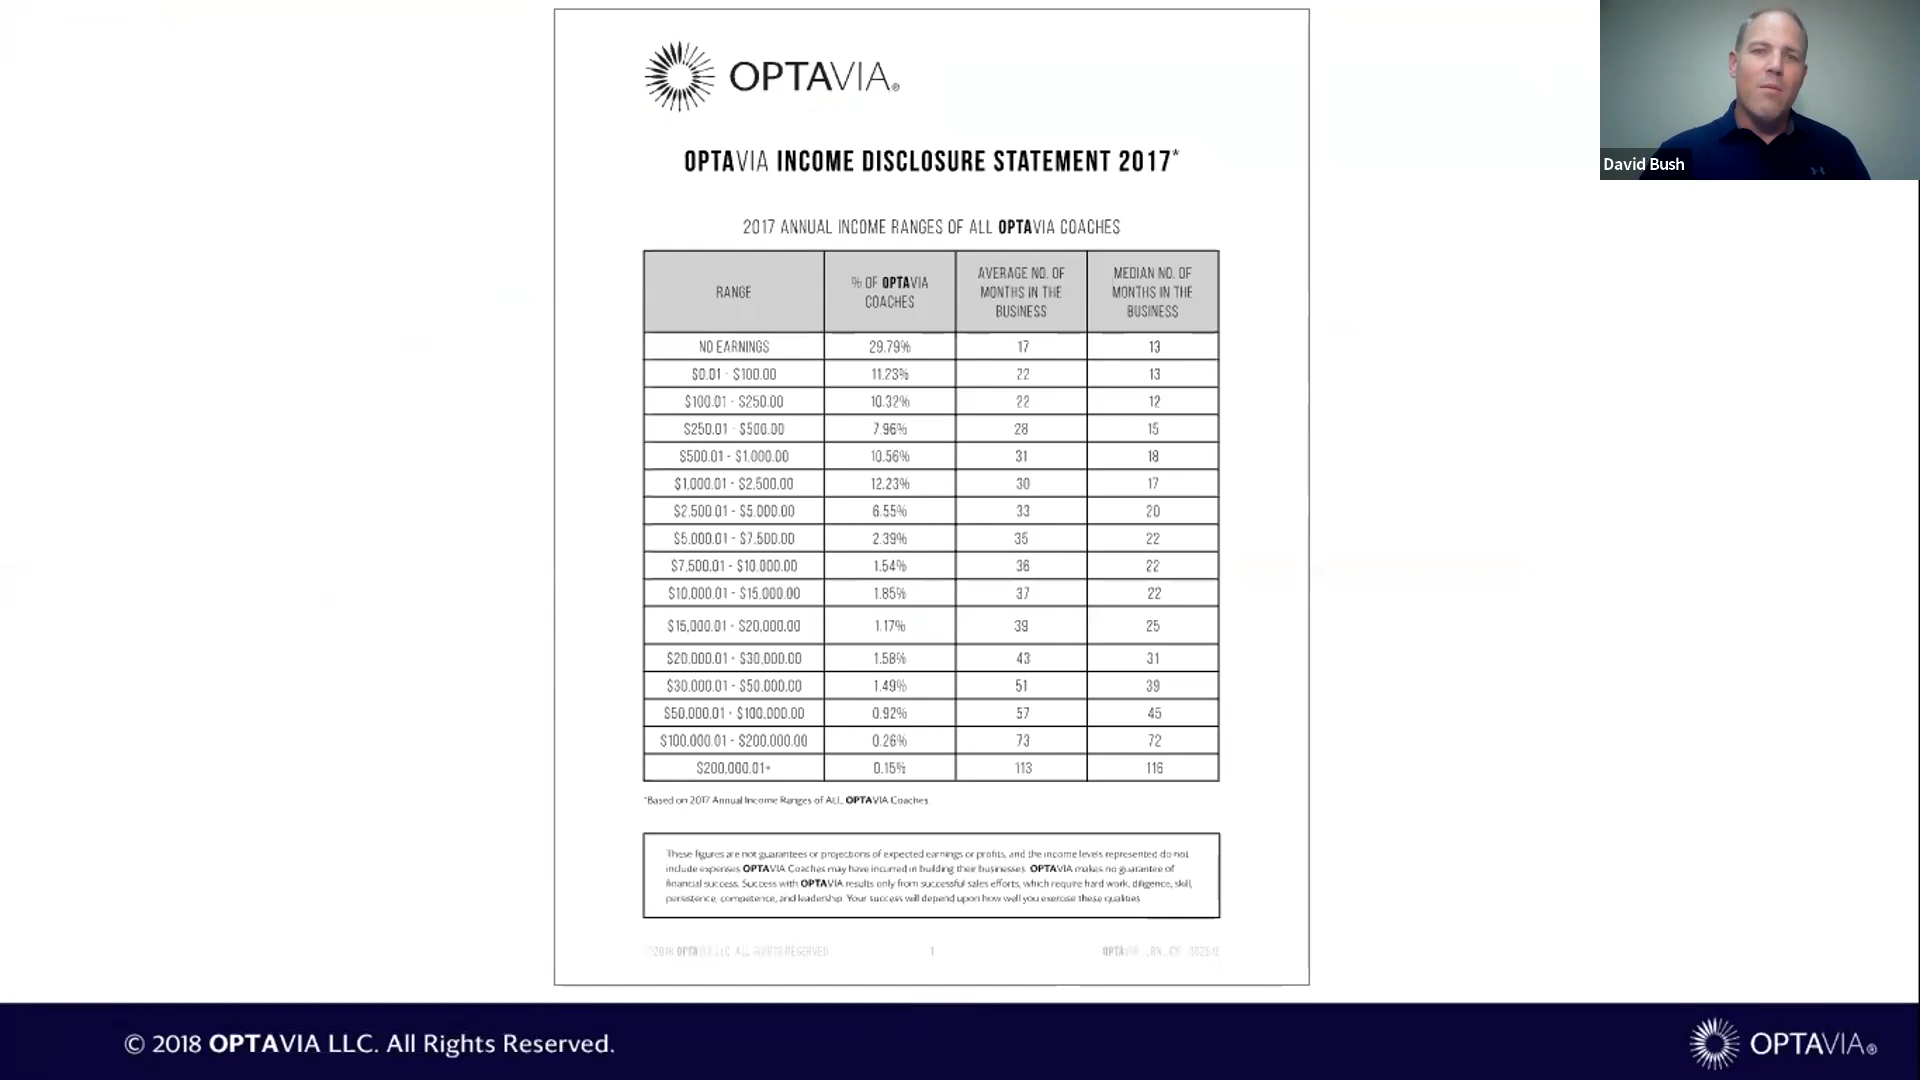 OPTAVIA®
David Bush
OPTAVIA INCOME DISCLOSURE STATEMENT 2017*
2017 ANNUAL INCOME RANGES OF ALL OPTAVIA COACHES
RANGE % OF OPTAVIA COACHES AVERAGE NO. OF MONTHS IN THE BUSINESS MEDIAN NO. OF MONTHS IN THE BUSINESS
NO EARNINGS 29.79% 17 13
$0.01 - $100.00 11.23% 22 13
$100.01 - $250.00 10.32% 22 12
$250.01 - $500.00 7.96% 28 15
$500.01 - $1,000.00 10.56% 31 18
$1,000.01 - $2,500.00 12.23% 30 17
$2,500.01 - $5,000.00 6.55% 33 20
$5,000.01 - $7,500.00 2.39% 35 22
$7,500.01 - $10,000.00 1.54% 36 22
$10,000.01 - $15,000.00 1.85% 37 22
$15,000.01 - $20,000.00 1.17% 39 25
$20,000.01 - $30,000.00 1.58% 43 31
$30,000.01 - $50,000.00 1.49% 51 39
$50,000.01 - $100,000.00 0.92% 57 45
$100,000.01 - $200,000.00 0.26% 73 72
$200,000.01+ 0.15% 113 116
*Based on 2017 Annual Income Ranges of ALL OPTAVIA Coaches.
These figures are not guarantees or projections of expected earnings or profits, and the income levels represented do not
include expenses OPTAVIA Coaches may have incurred in building their businesses. OPTAVIA makes no guarantee of
financial success. Success with OPTAVIA results only from successful sales efforts, which require hard work, diligence, skill,
persistence, competence, and leadership. Your success will depend upon how well you exercise these qualities.
©2018 OPTAVIA LLC. ALL RIGHTS RESERVED 1
© 2018 OPTAVIA LLC. All Rights Reserved.
OPTAVIA®